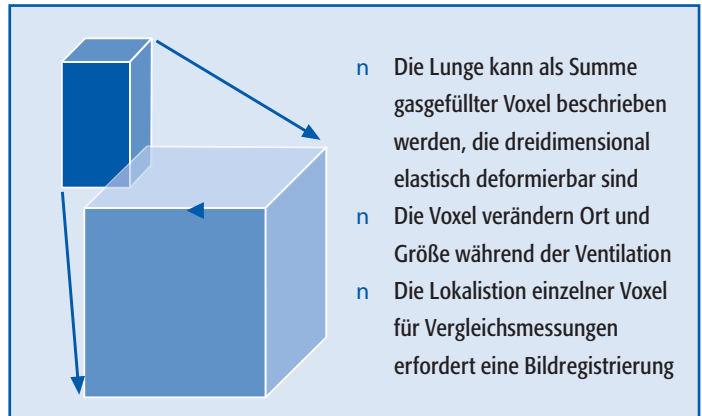 n Die Lunge kann als Summe
gasgefüllter Voxel beschrieben
werden, die dreidimensional
elastisch deformierbar sind
n Die Voxel verändern Ort und
Größe während der Ventilation
n Die Lokalistion einzelner Voxel
für Vergleichsmessungen
erfordert eine Bildregistrierung